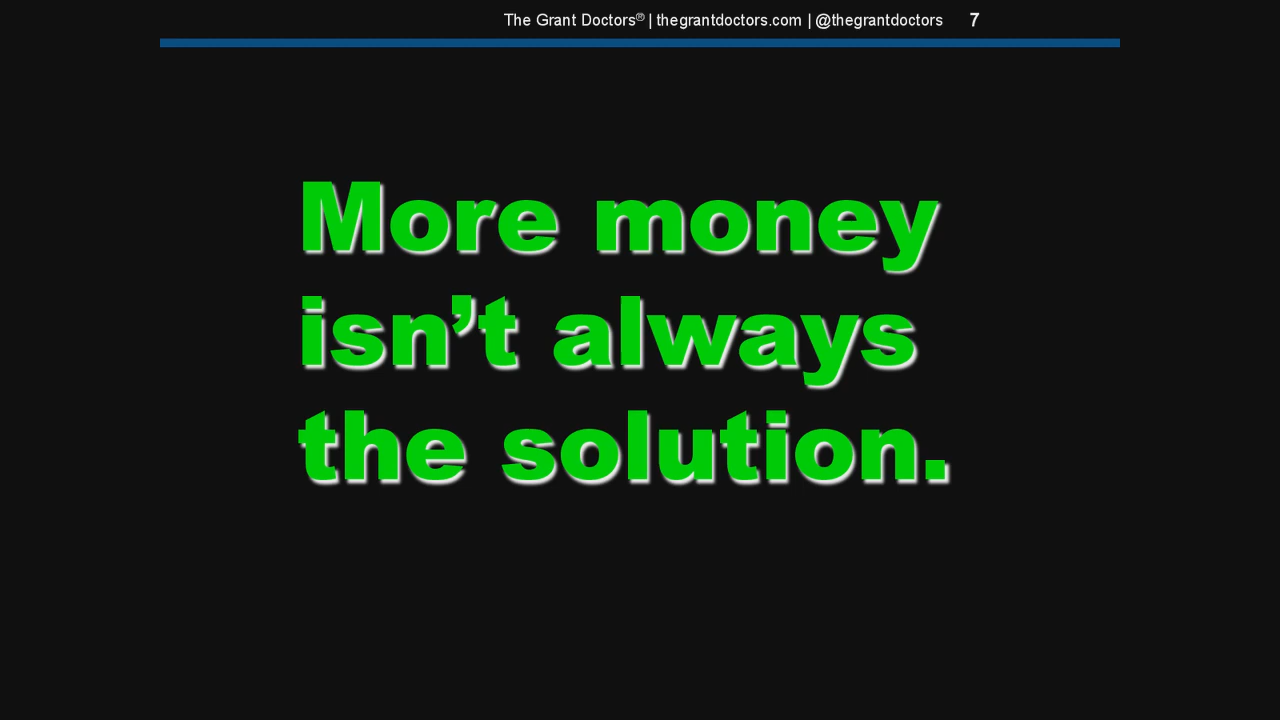 The Grant Doctors® | thegrantdoctors.com | @thegrantdoctors 7
More money
isn’t always
the solution.